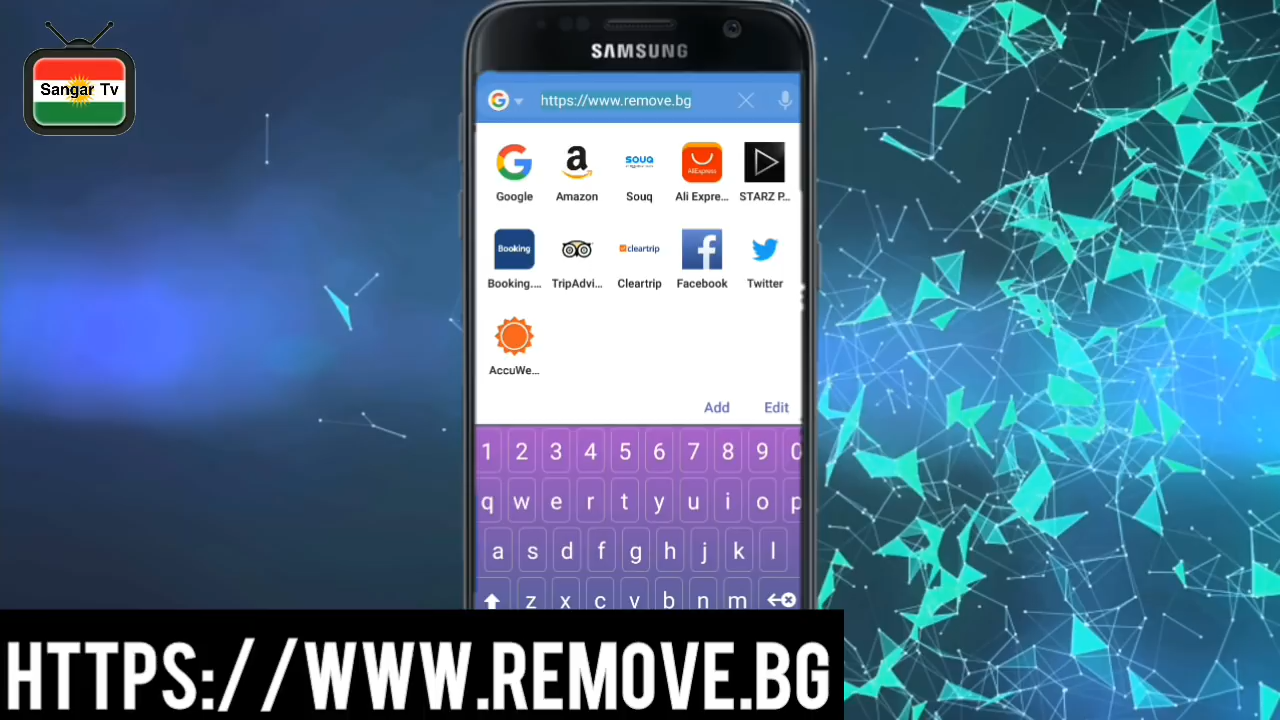 Sangar Tv
SAMSUNG
https://www.remove.bg
Google Amazon Souq Ali Expre... STARZ P...
Booking.... TripAdvi... Cleartrip Facebook Twitter
AccuWe...
Add Edit
1 2 3 4 5 6 7 8 9 0
q w e r t y u i o p
a s d f g h j k l
z x c v b n m
HTTPS://WWW.REMOVE.BG